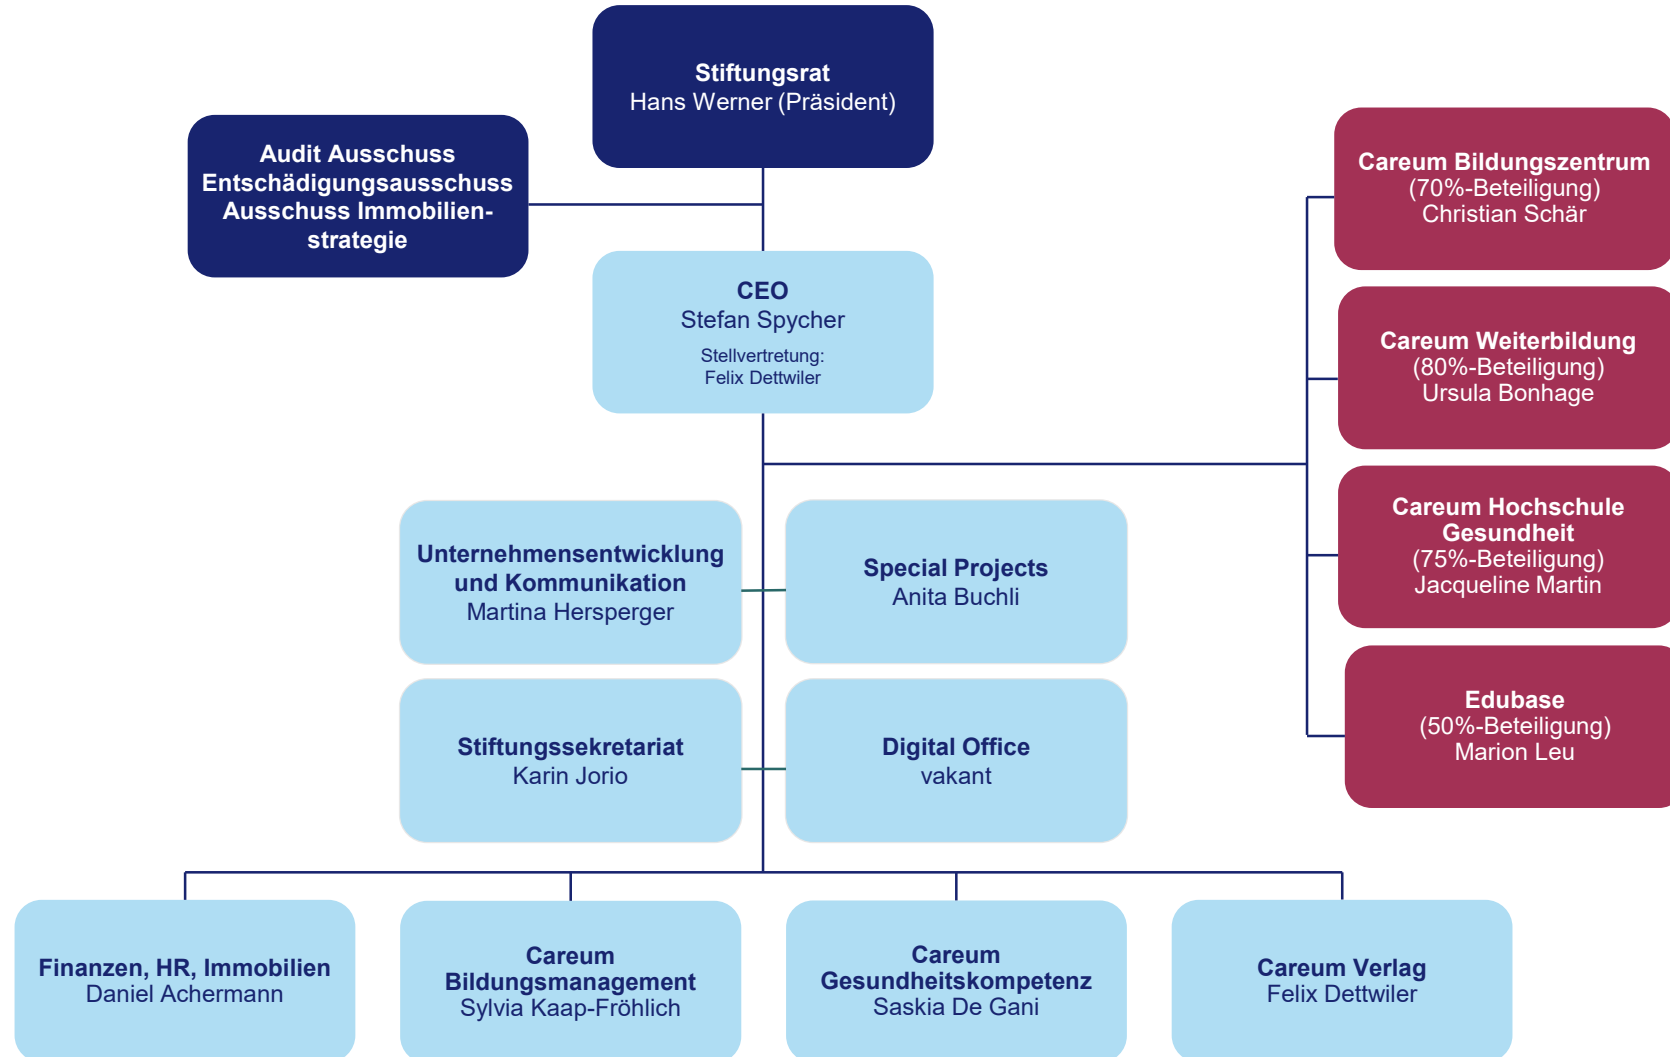 Stiftungsrat
Hans Werner (Präsident)
Audit Ausschuss
Entschädigungsausschuss
Ausschuss Immobilien-
strategie
CEO
Stefan Spycher
Stellvertretung:
Felix Dettwiler
Careum Bildungszentrum
(70%-Beteiligung)
Christian Schär
Careum Weiterbildung
(80%-Beteiligung)
Ursula Bonhage
Careum Hochschule
Gesundheit
(75%-Beteiligung)
Jacqueline Martin
Edubase
(50%-Beteiligung)
Marion Leu
Unternehmensentwicklung
und Kommunikation
Martina Hersperger
Special Projects
Anita Buchli
Stiftungssekretariat
Karin Jorio
Digital Office
vakant
Finanzen, HR, Immobilien
Daniel Achermann
Careum
Bildungsmanagement
Sylvia Kaap-Fröhlich
Careum
Gesundheitskompetenz
Saskia De Gani
Careum Verlag
Felix Dettwiler